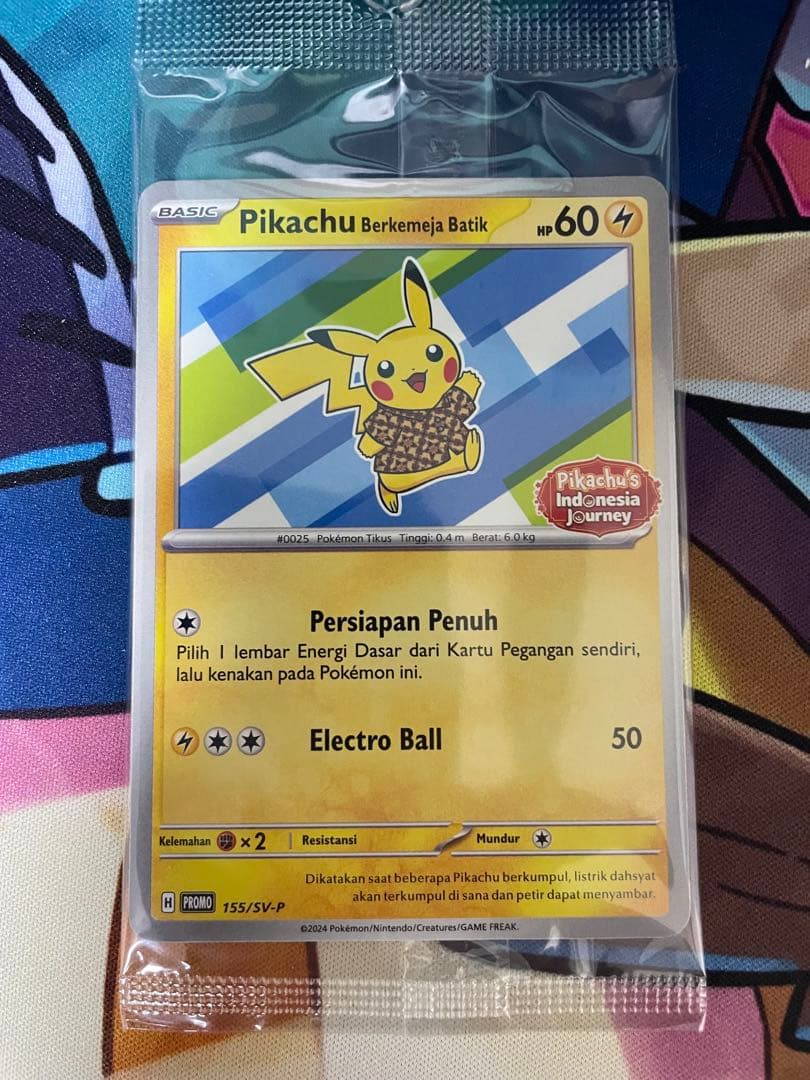 BASIC
Pikachu Berkemeja Batik HP 60
Pikachu's
Indonesia
Journey
#0025 Pokémon Tikus Tinggi: 0.4 m Berat: 6.0 kg
Persiapan Penuh
Pilih 1 lembar Energi Dasar dari Kartu Pegangan sendiri,
lalu kenakan pada Pokémon ini.
Electro Ball 50
Kelemahan ×2 Resistansi Mundur
Dikatakan saat beberapa Pikachu berkumpul, listrik dahsyat
akan terkumpul di sana dan petir dapat menyambar.
H PROMO 155/SV-P
©2024 Pokémon/Nintendo/Creatures/GAME FREAK.